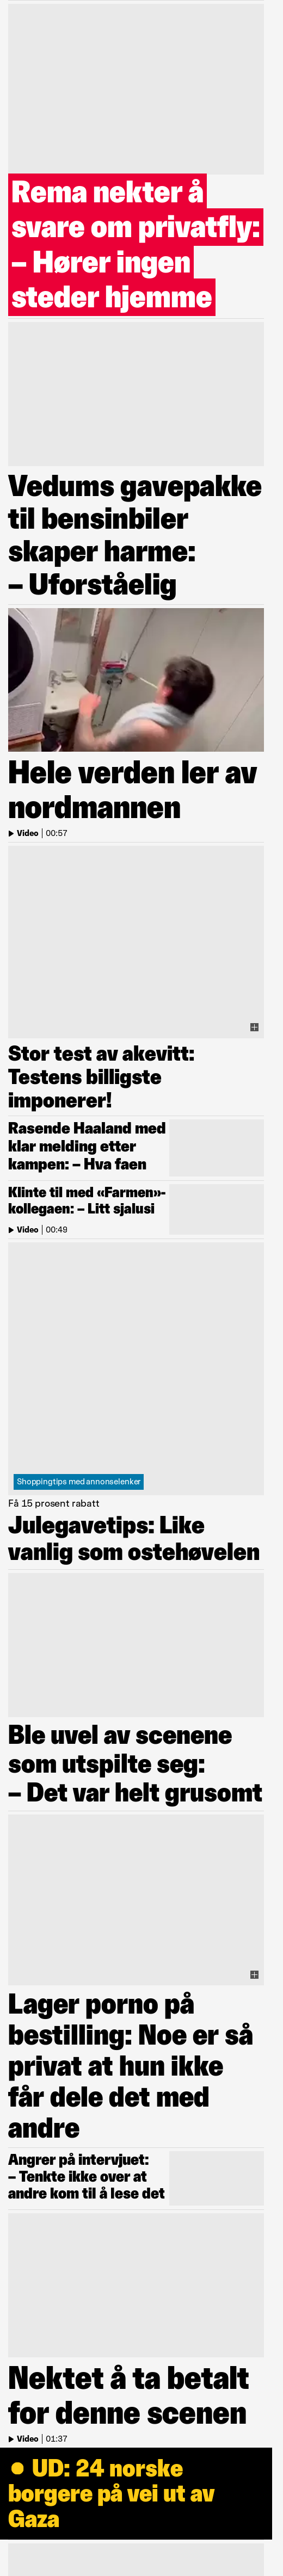 Rema nekter å
svare om privatfly:
– Hører ingen
steder hjemme
Vedums gavepakke
til bensinbiler
skaper harme:
– Uforståelig
Hele verden ler av
nordmannen
Video | 00:57
Stor test av akevitt:
Testens billigste
imponerer!
Rasende Haaland med
klar melding etter
kampen: – Hva faen
Klinte til med «Farmen»-
kollegaen: – Litt sjalusi
Video | 00:49
Shoppingtips med annonselenker
Få 15 prosent rabatt
Julegavetips: Like
vanlig som ostehøvelen
Ble uvel av scenene
som utspilte seg:
– Det var helt grusomt
Lager porno på
bestilling: Noe er så
privat at hun ikke
får dele det med
andre
Angrer på intervjuet:
– Tenkte ikke over at
andre kom til å lese det
Nektet å ta betalt
for denne scenen
Video | 01:37
UD: 24 norske
borgere på vei ut av
Gaza